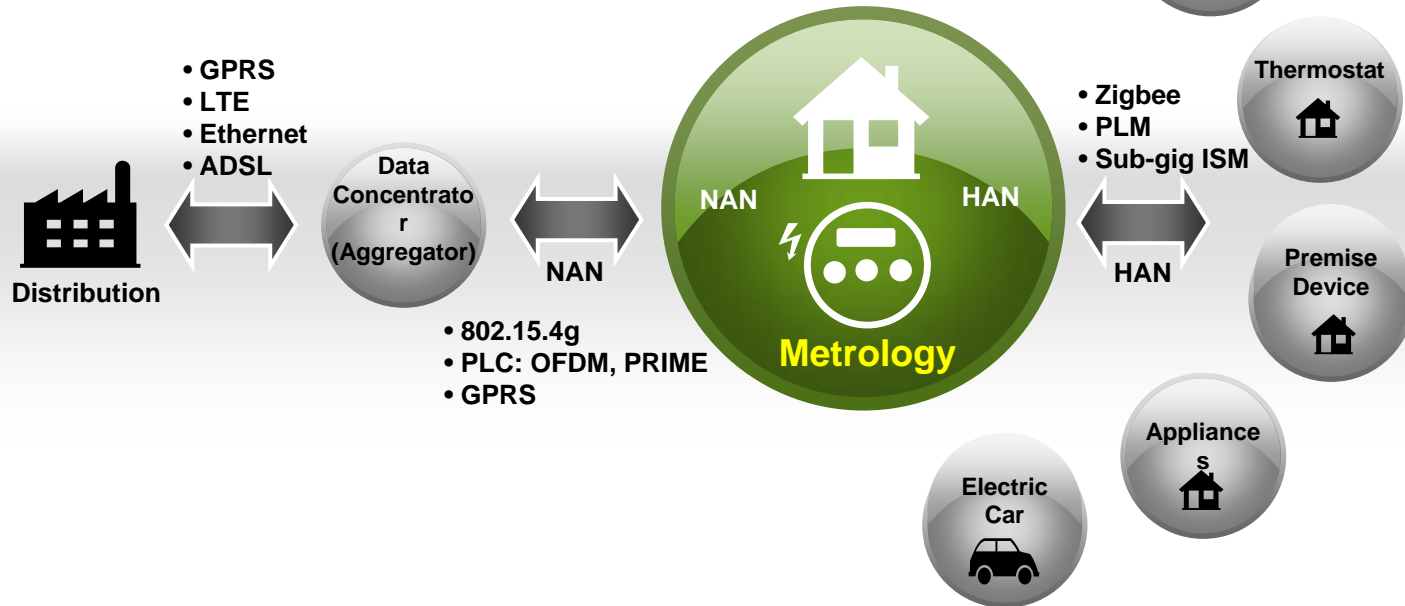 • GPRS
• LTE
• Ethernet
• ADSL
Distribution
Data
Concentrato
r
(Aggregator)
NAN
• 802.15.4g
• PLC: OFDM, PRIME
• GPRS
NAN
HAN
Metrology
• Zigbee
• PLM
• Sub-gig ISM
HAN
Thermostat
Premise
Device
Appliance
s
Electric
Car